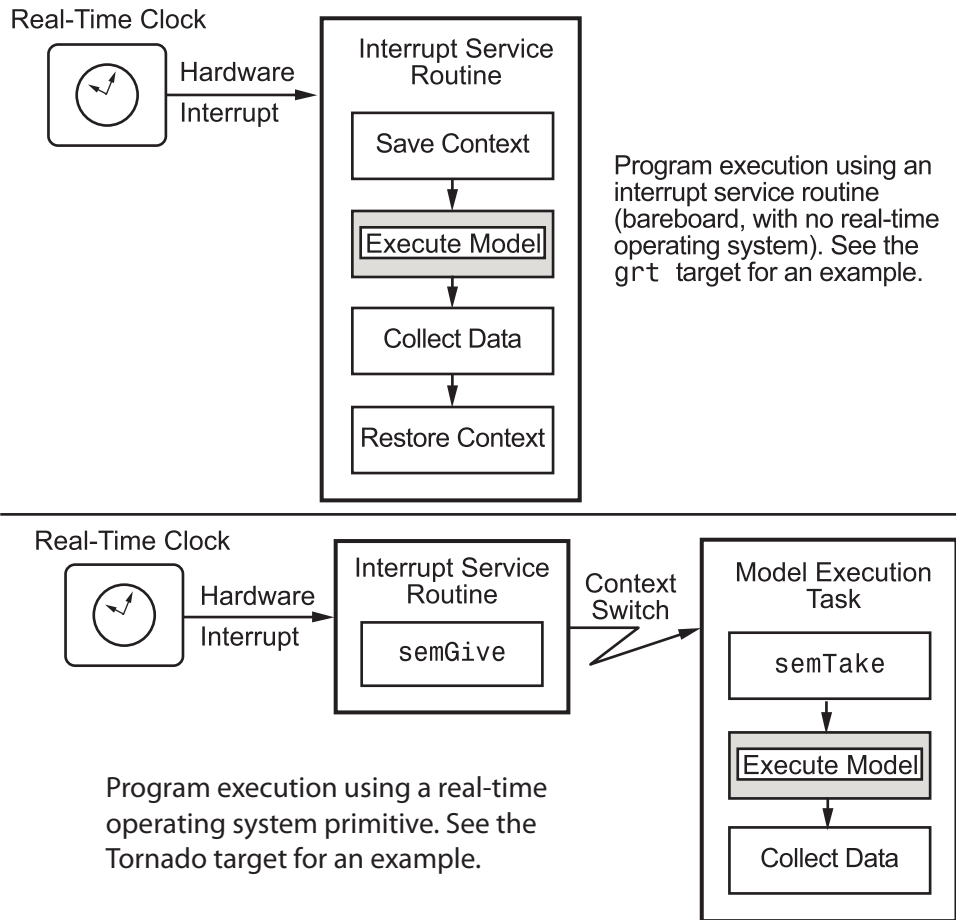 Real-Time Clock
Hardware
Interrupt
Interrupt Service
Routine
Save Context
Execute Model
Collect Data
Restore Context
Program execution using an
interrupt service routine
(bareboard, with no real-time
operating system). See the
grt target for an example.
Real-Time Clock
Hardware
Interrupt
Interrupt Service
Routine
semGive
Context
Switch
Model Execution
Task
semTake
Execute Model
Collect Data
Program execution using a real-time
operating system primitive. See the
Tornado target for an example.